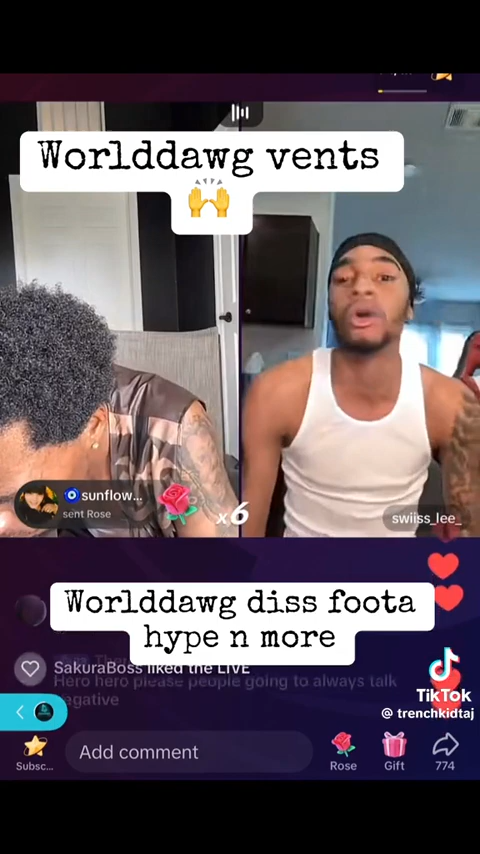 Worlddawg vents
🙌
sunflow...
sent Rose
x6
swiiss_lee_
Worlddawg diss foota
hype n more
SakuraBoss liked the LIVE
Hero hero please people going to always talk
negative
TikTok
@ trenchkidtaj
Subsc...
Add comment
Rose
Gift
774